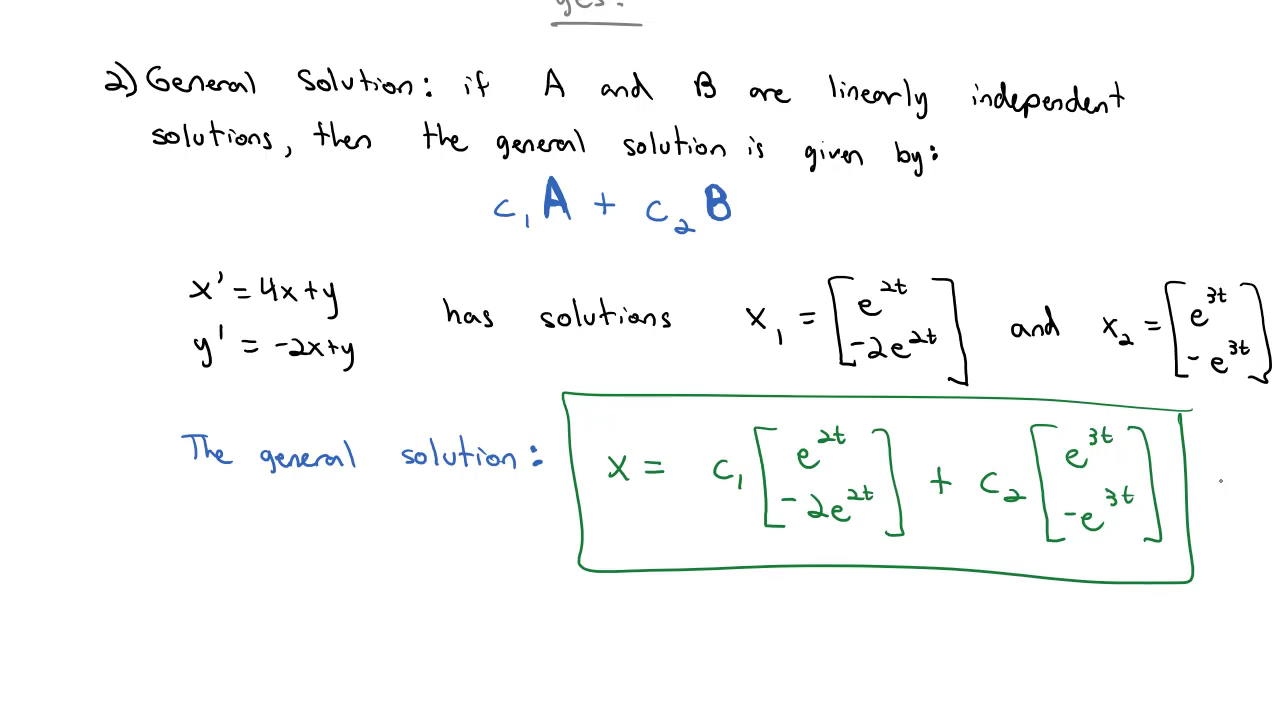 yes.
2) General Solution: if A and B are linearly independent
solutions, then the general solution is given by:
c₁A + c₂B
x' = 4x+y
y' = -2x+y
has solutions x₁ = [e^{2t}; -2e^{2t}] and x₂ = [e^{3t}; -e^{3t}]
The general solution: x = c₁ [e^{2t}; -2e^{2t}] + c₂ [e^{3t}; -e^{3t}]